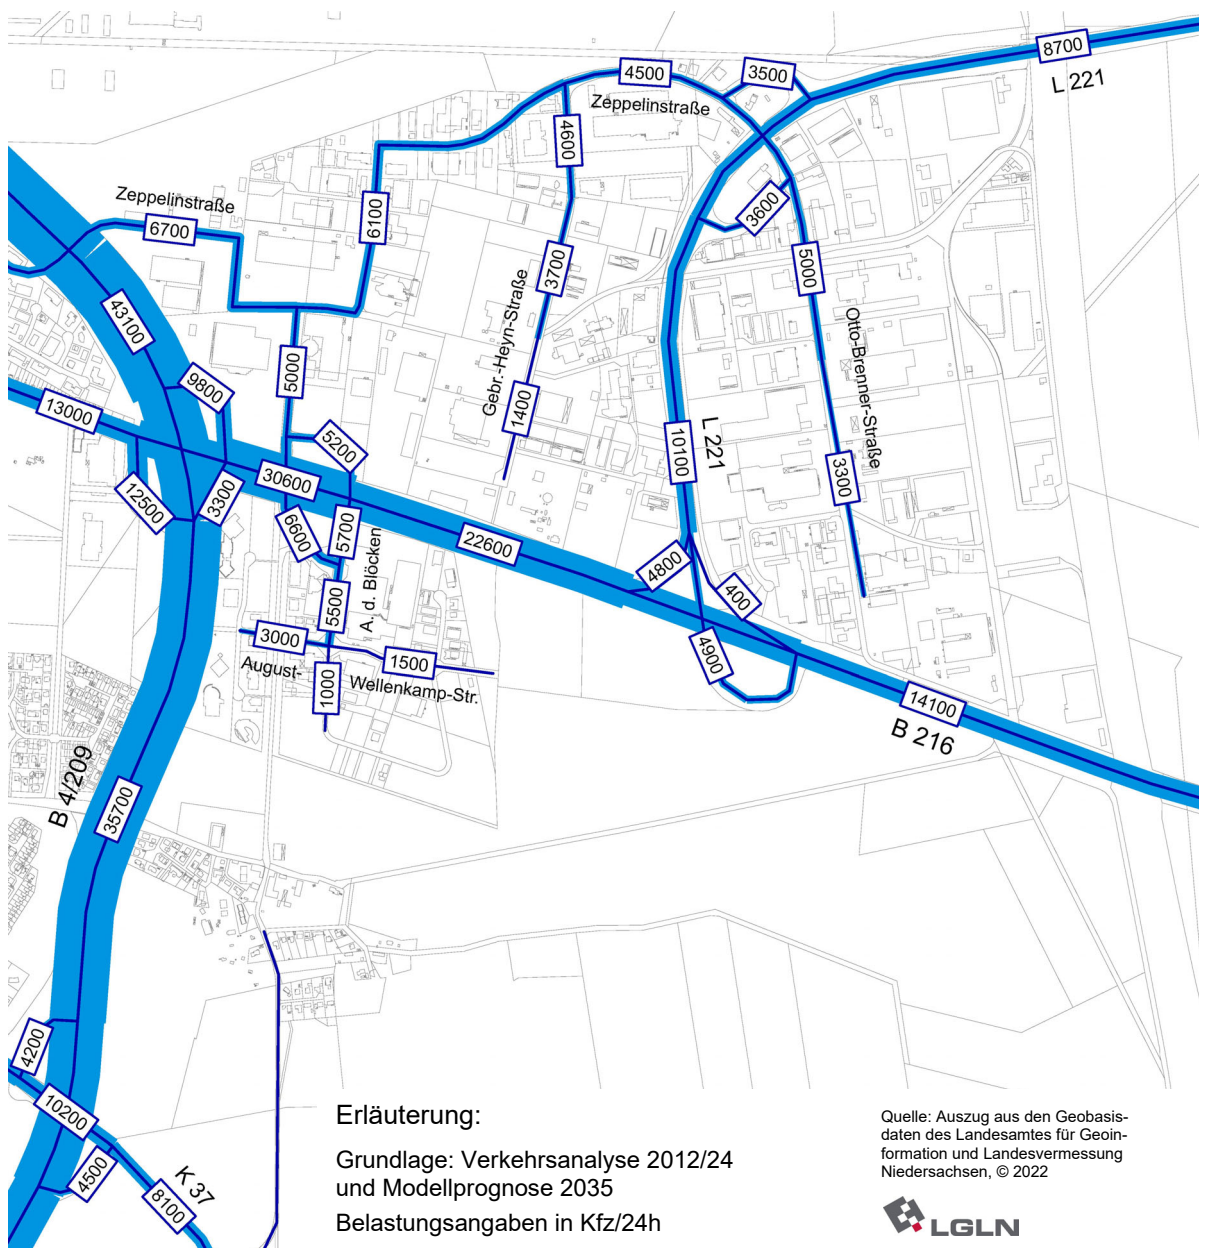 8700
L 221
4500
3500
Zeppelinstraße
4600
Zeppelinstraße
6700
6100
3600
3700
5000
43100
Gebr.-Heyn-Straße
Otto-Brenner-Straße
9800
5000
13000
1400
L 221
5200
10100
30600
12500
3300
3300
6600
5700
22600
4800
400
A. d. Blöcken
5500
3000
1500
4900
August-
Wellenkamp-Str.
1000
14100
B 216
B 4/209
35700
4200
10200
4500
K 37
8100
Erläuterung:
Grundlage: Verkehrsanalyse 2012/24
und Modellprognose 2035
Belastungsangaben in Kfz/24h
Quelle: Auszug aus den Geobasis-
daten des Landesamtes für Geoin-
formation und Landesvermessung
Niedersachsen, © 2022
LGLN